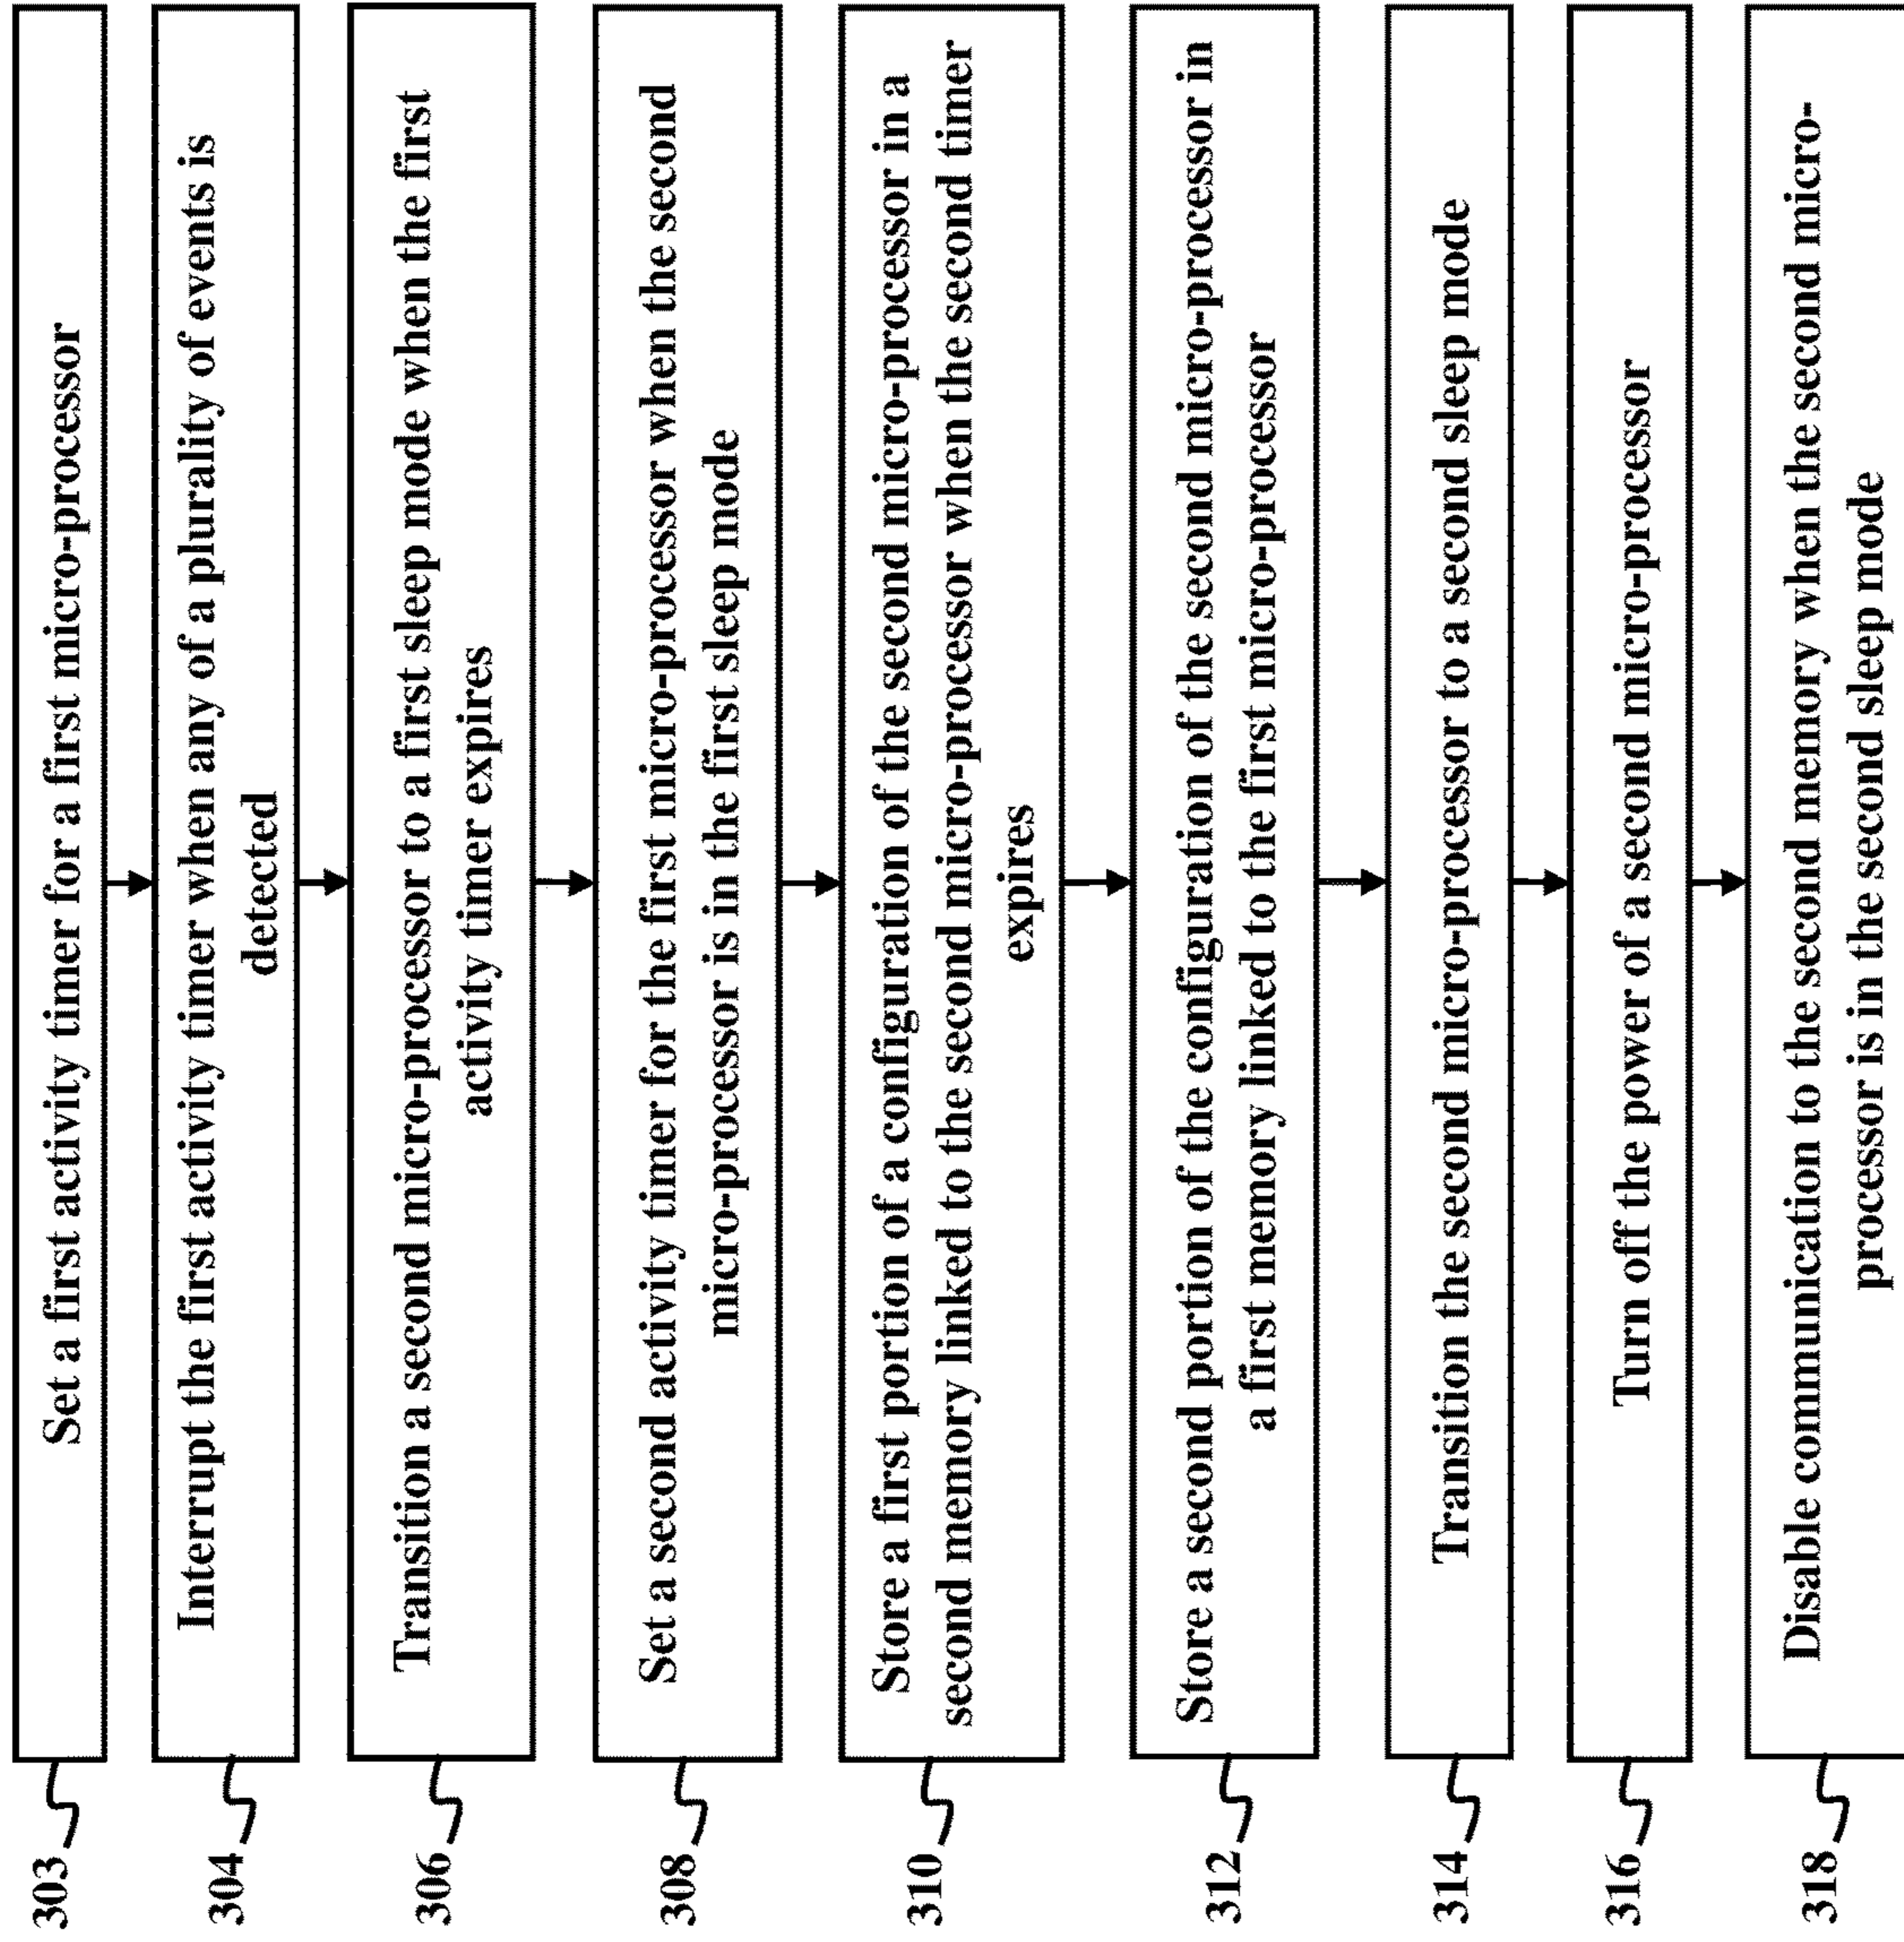 303
Set a first activity timer for a first micro-processor
304
Interrupt the first activity timer when any of a plurality of events is
detected
306
Transition a second micro-processor to a first sleep mode when the first
activity timer expires
308
Set a second activity timer for the first micro-processor when the second
micro-processor is in the first sleep mode
310
Store a first portion of a configuration of the second micro-processor in a
second memory linked to the second micro-processor when the second timer
expires
312
Store a second portion of the configuration of the second micro-processor in
a first memory linked to the first micro-processor
314
Transition the second micro-processor to a second sleep mode
316
Turn off the power of a second micro-processor
318
Disable communication to the second memory when the second micro-
processor is in the second sleep mode